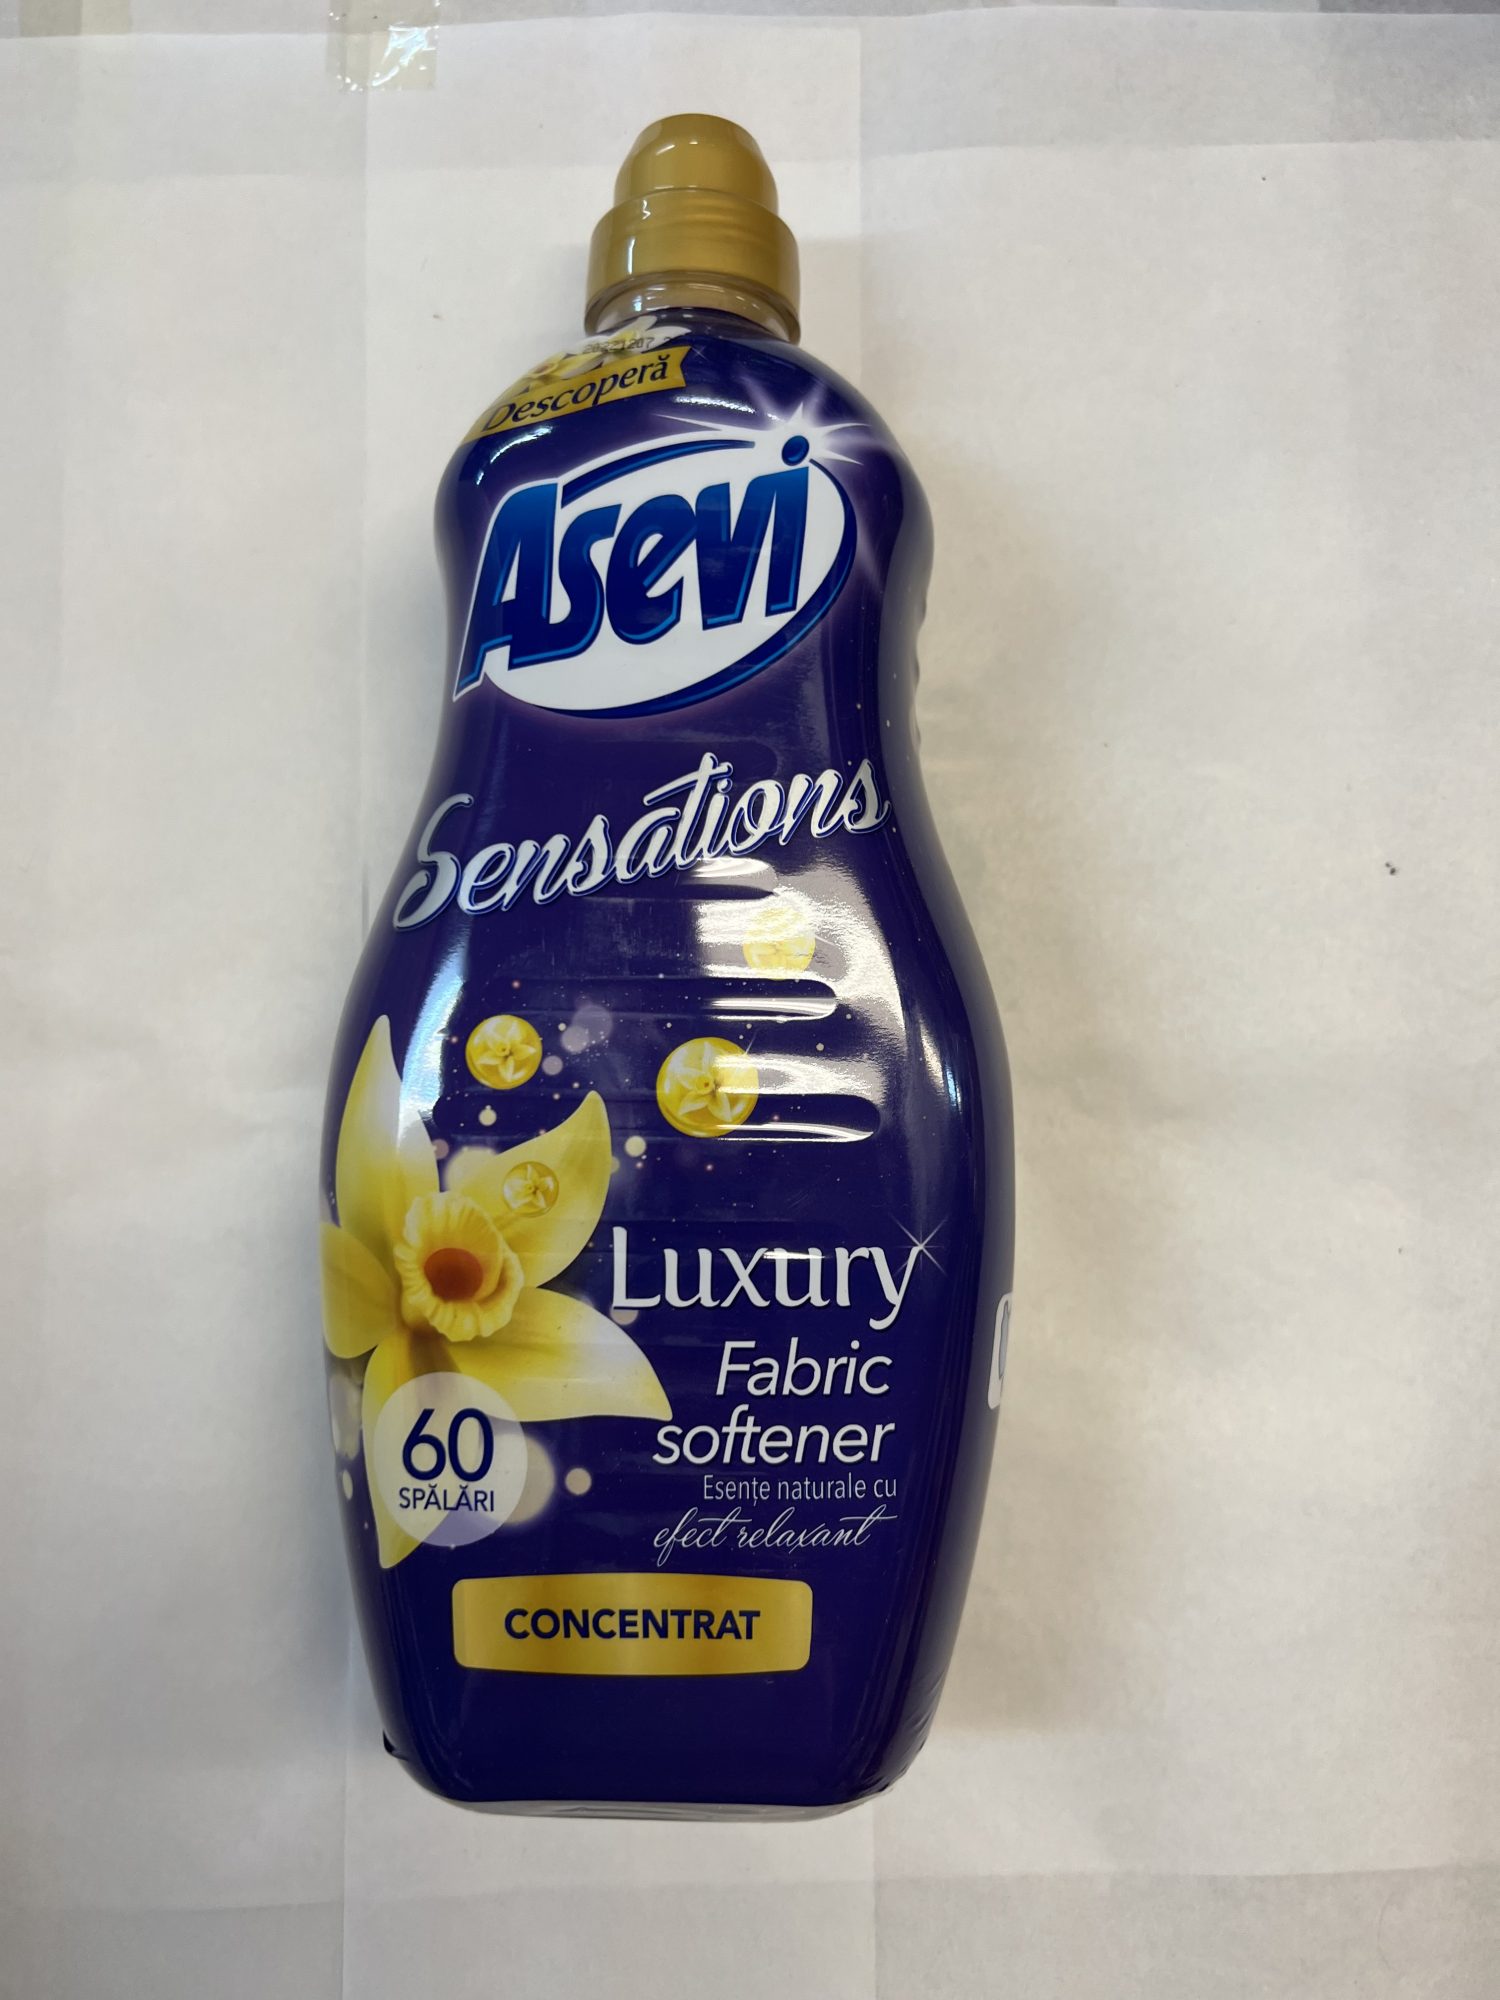 Descoperă
Asevi
Sensations
Luxury
Fabric
softener
Esențe naturale cu
efect relaxant
60
SPĂLĂRI
CONCENTRAT